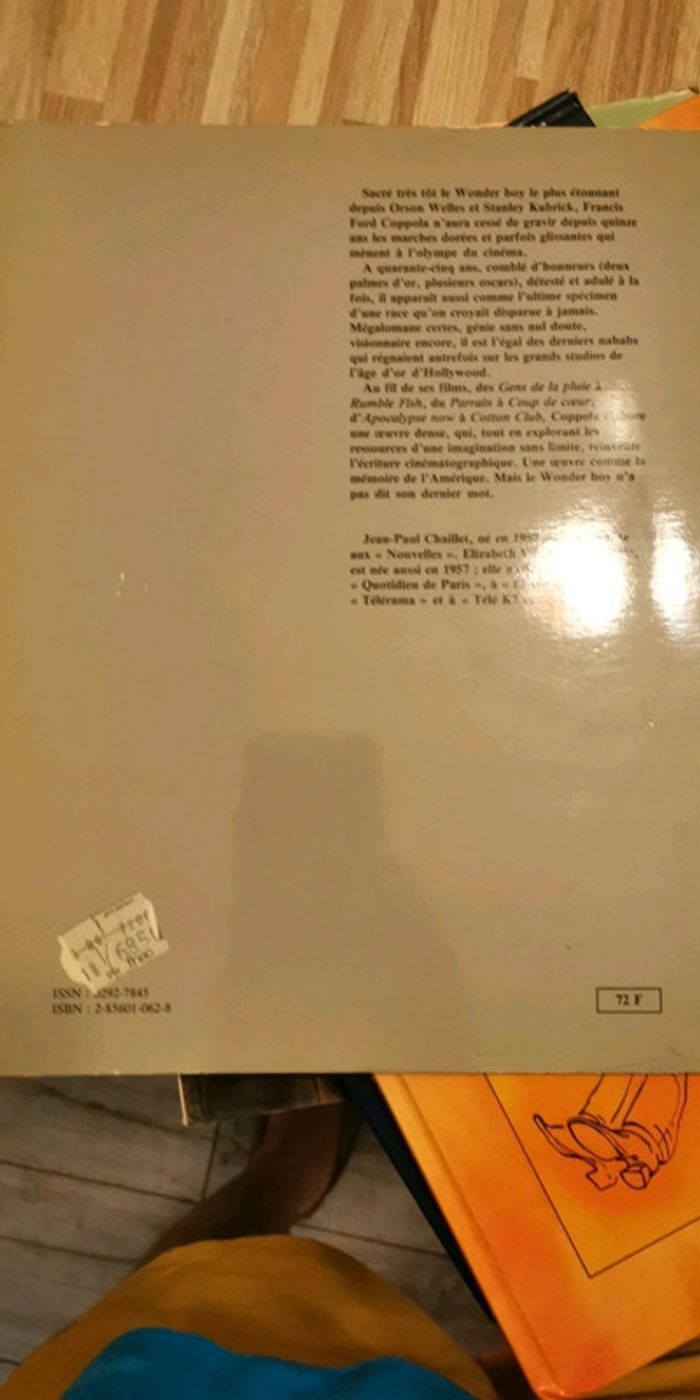 Sacré très tôt le Wonder boy le plus étonnant
depuis Orson Welles et Stanley Kubrick, Francis
Ford Coppola n'aura cessé de gravir depuis quinze
ans les marches dorées et parfois glissantes qui
mènent à l'olympe du cinéma.
A quarante-cinq ans, comblé d'honneurs (deux
palmes d'or, plusieurs oscars), détesté et adulé à la
fois, il apparaît aussi comme l'ultime spécimen
d'une race qu'on croyait disparue à jamais.
Mégalomane certes, génie sans nul doute,
visionnaire encore, il est l'égal des derniers nababs
qui régnaient autrefois sur les grands studios de
l'âge d'or d'Hollywood.
Au fil de ses films, des Gens de la pluie à
Rumble Fish, du Parrain à Coup de cœur,
d'Apocalypse now à Cotton Club, Coppola
une œuvre dense, qui, tout en explorant les
ressources d'une imagination sans limite, réinvente
l'écriture cinématographique. Une œuvre comme la
mémoire de l'Amérique. Mais le Wonder boy n'a
pas dit son dernier mot.
Jean-Paul Chaillet, né en
aux « Nouvelles ». Elizabeth
est née aussi en 1957 ; elle
« Quotidien de Paris », à
« Télérama » et à « Télé
ISSN : 0292-7845
ISBN : 2-85601-062-8
72 F